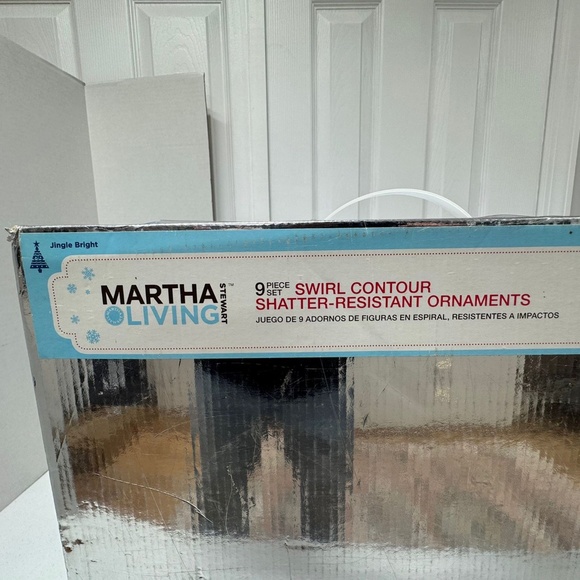 Jingle Bright
MARTHA STEWART™
LIVING
9 PIECE SET SWIRL CONTOUR
SHATTER-RESISTANT ORNAMENTS
JUEGO DE 9 ADORNOS DE FIGURAS EN ESPIRAL, RESISTENTES A IMPACTOS